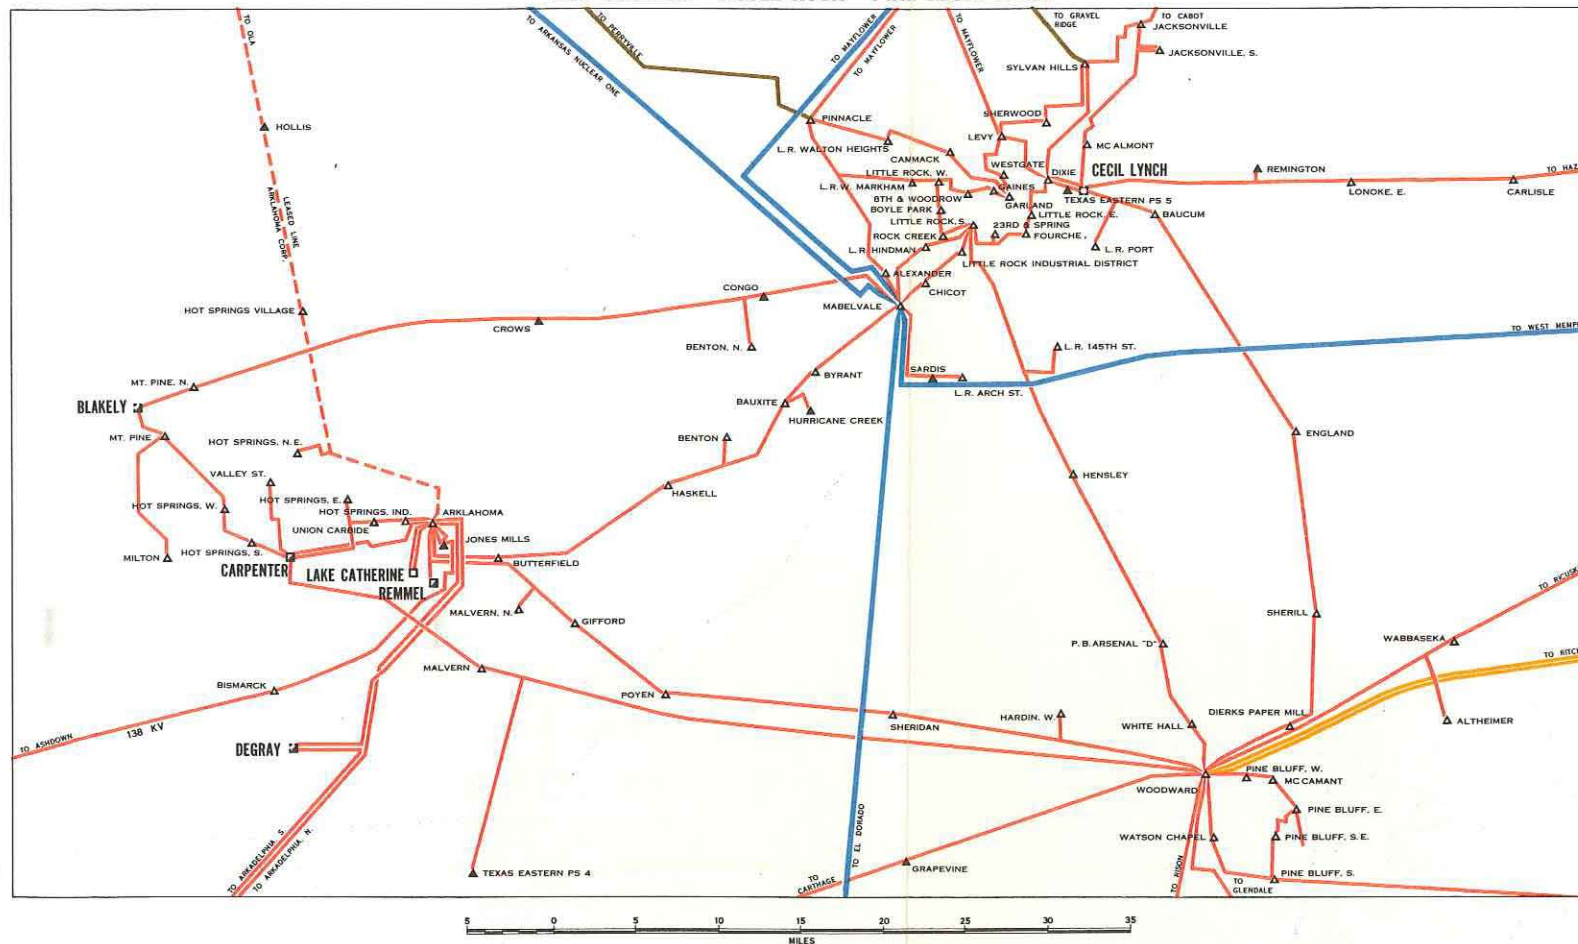 TO OLA
TO ARKANSAS NUCLEAR ONE
TO PERRYVILLE
TO MAYFLOWER
TO MAYFLOWER
TO MAYFLOWER
TO GRAVEL
RIDGE
TO CABOT
JACKSONVILLE
JACKSONVILLE, S.
SYLVAN HILLS
HOLLIS
PINNACLE
SHERWOOD
LEVY
L.R. WALTON HEIGHTS
CAMMACK
MC ALMONT
WESTGATE
DIXIE
CECIL LYNCH
REMINGTON
TO HAZ
LITTLE ROCK, W.
L.R.W. MARKHAM
GAINES
TEXAS EASTERN PS 5
LONOKE, E.
CARLISLE
8TH & WOODROW
GARLAND
BOYLE PARK
LITTLE ROCK, E.
BAUCUM
LITTLE ROCK, S.
23RD & SPRING
ROCK CREEK
FOURCHE
L.R. HINDMAN
L.R. PORT
LITTLE ROCK INDUSTRIAL DISTRICT
LEASED LINE
ARKLAHOMA CORP.
ALEXANDER
CHICOT
CONGO
MABELVALE
HOT SPRINGS VILLAGE
CROWS
TO WEST MEMP
BENTON, N.
L.R. 145TH ST.
SARDIS
BYRANT
MT. PINE, N.
L.R. ARCH ST.
BLAKELY
BAUXITE
HURRICANE CREEK
MT. PINE
HOT SPRINGS, N.E.
BENTON
ENGLAND
VALLEY ST.
HENSLEY
HOT SPRINGS, E.
HASKELL
HOT SPRINGS, W.
HOT SPRINGS, IND.
ARKLAHOMA
UNION CARBIDE
JONES MILLS
HOT SPRINGS, S.
MILTON
CARPENTER
LAKE CATHERINE
BUTTERFIELD
REMMEL
TO RICUSK
MALVERN, N.
GIFFORD
SHERILL
WABBASEKA
P.B. ARSENAL "D"
TO RITCH
MALVERN
BISMARCK
POYEN
DIERKS PAPER MILL
HARDIN, W.
WHITE HALL
ALTHEIMER
SHERIDAN
TO ASHDOWN
138 KV
DEGRAY
PINE BLUFF, W.
MC CAMANT
WOODWARD
PINE BLUFF, E.
WATSON CHAPEL
PINE BLUFF, S.E.
TO ARKADELPHIA, S.
TO ARKADELPHIA, N.
TEXAS EASTERN PS 4
TO EL DORADO
GRAPEVINE
TO
CARTHAGE
TO RISON
TO
GLENDALE
PINE BLUFF, S.
5 0 5 10 15 20 25 30 35
MILES